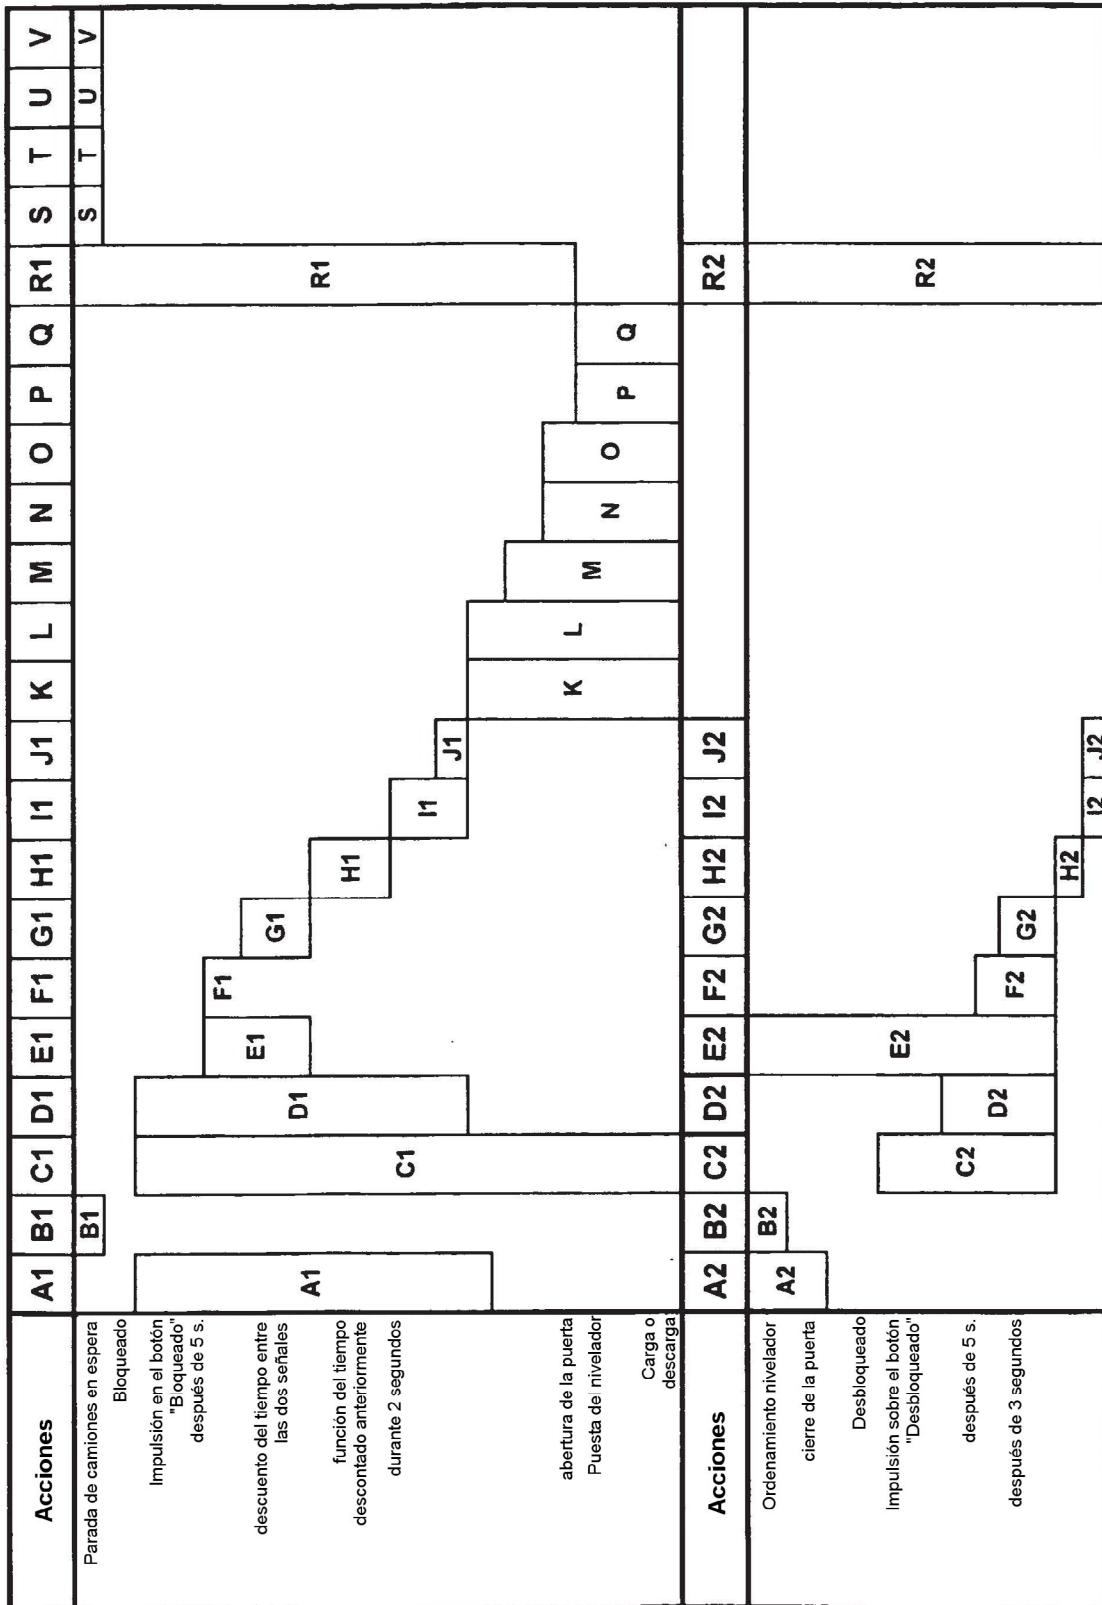 Acciones A1 B1 C1 D1 E1 F1 G1 H1 I1 J1 K L M N O P Q R1 S T U V
Parada de camiones en espera
B1 S T U V
Bloqueado
Impulsión en el botón
"Bloqueado"
después de 5 s.
descuento del tiempo entre
las dos señales
función del tiempo
descontado anteriormente
durante 2 segundos
abertura de la puerta
Puesta del nivelador
Carga o
descarga
A1
C1
D1
E1
F1
G1
H1
I1
J1
K
L
M
N
O
P
Q
R1
Acciones A2 B2 C2 D2 E2 F2 G2 H2 I2 J2 R2
Ordenamiento nivelador
cierre de la puerta
Desbloqueado
Impulsión sobre el botón
"Desbloqueado"
después de 5 s.
después de 3 segundos
A2
B2
C2
D2
E2
F2
G2
H2
I2
J2
R2